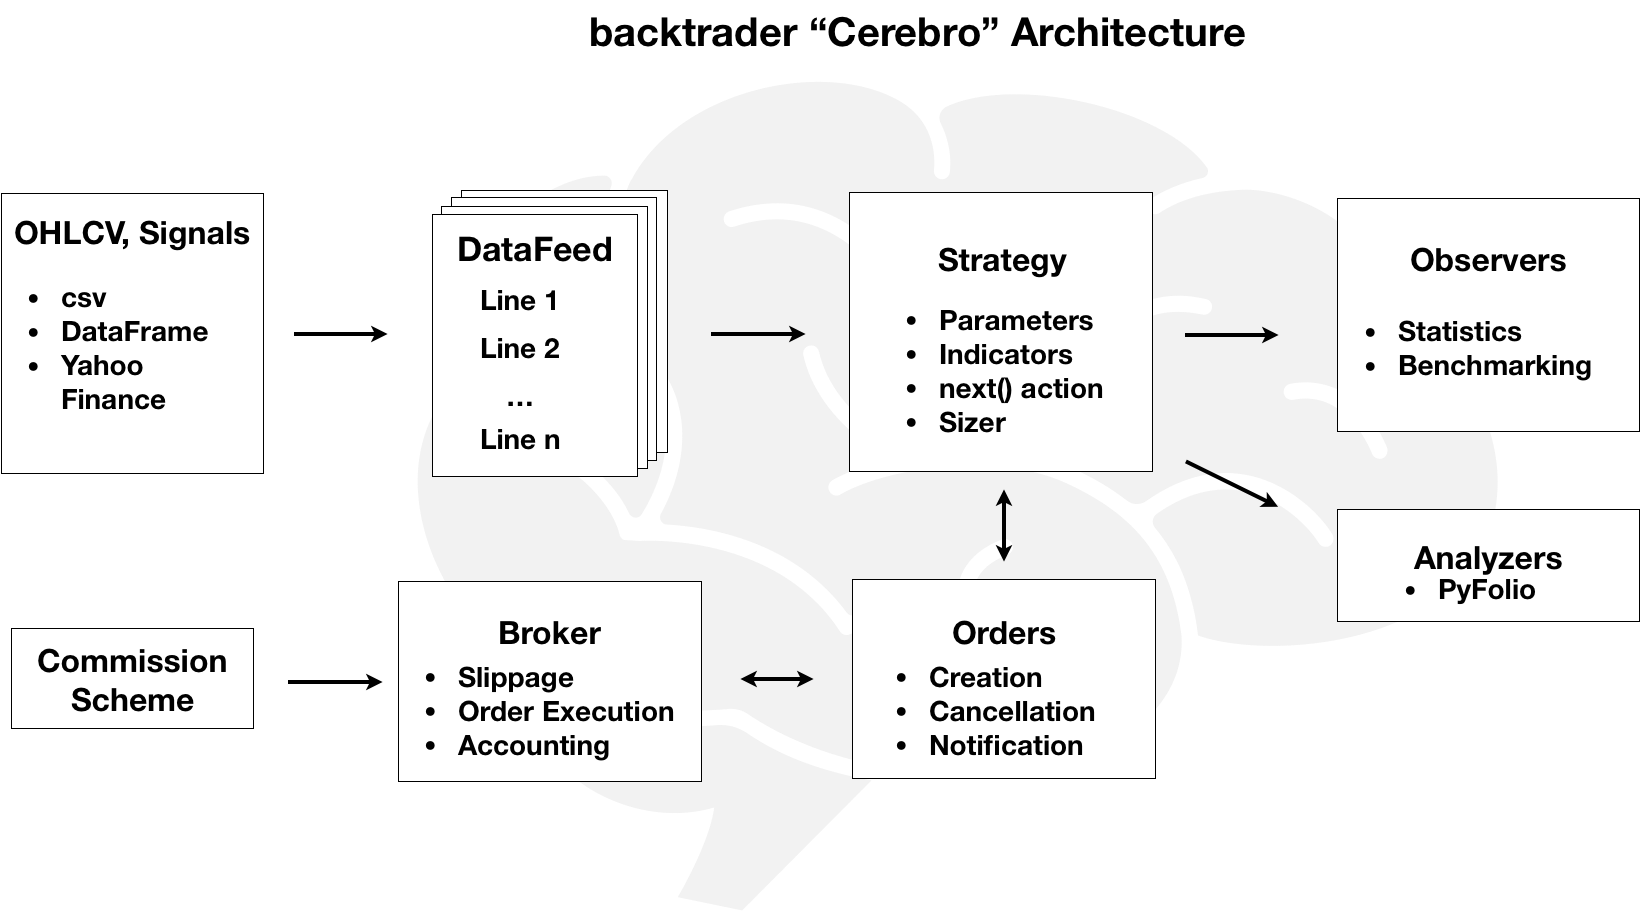 backtrader “Cerebro” Architecture
OHLCV, Signals
• csv
• DataFrame
• Yahoo
Finance
DataFeed
Line 1
Line 2
...
Line n
Strategy
• Parameters
• Indicators
• next() action
• Sizer
Observers
• Statistics
• Benchmarking
Analyzers
• PyFolio
Commission
Scheme
Broker
• Slippage
• Order Execution
• Accounting
Orders
• Creation
• Cancellation
• Notification